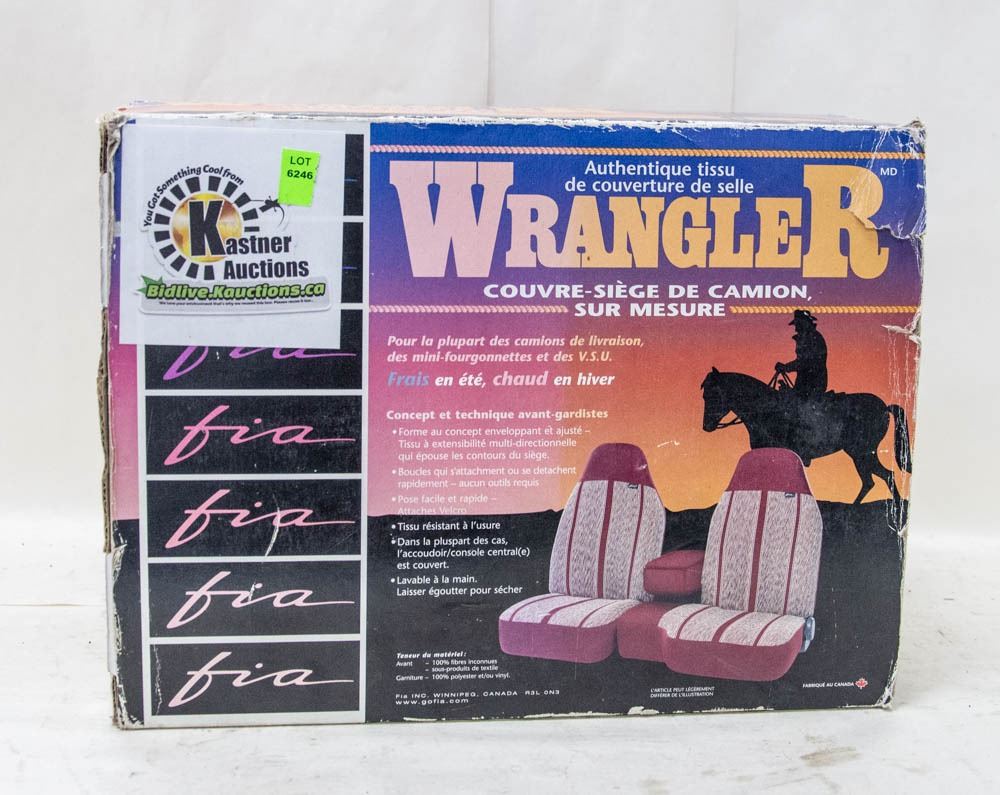 You Got Something Cool from
Kastner
Auctions
Bidlive.Kauctions.ca
LOT
6246
fia
fia
fia
fia
fia
Authentique tissu
de couverture de selle
WRANGLER MD
COUVRE-SIÈGE DE CAMION,
SUR MESURE
Pour la plupart des camions de livraison,
des mini-fourgonnettes et des V.S.U.
Frais en été, chaud en hiver
Concept et technique avant-gardistes
• Forme au concept enveloppant et ajusté –
Tissu à extensibilité multi-directionnelle
qui épouse les contours du siège.
• Boucles qui s'attachment ou se detachent
rapidement – aucun outils requis
• Pose facile et rapide –
Attaches Velcro
• Tissu résistant à l'usure
• Dans la pluspart des cas,
l'accoudoir/console central(e)
est couvert.
• Lavable à la main.
Laisser égoutter pour sécher
Teneur du matériel:
Avant – 100% fibres inconnues
– sous-produits de textile
Garniture – 100% polyester et/ou vinyl.
Fia INC. WINNIPEG, CANADA R3L 0N3
www.gofia.com
L'ARTICLE PEUT LÉGÈREMENT
DIFFÉRER DE L'ILLUSTRATION
FABRIQUÉ AU CANADA